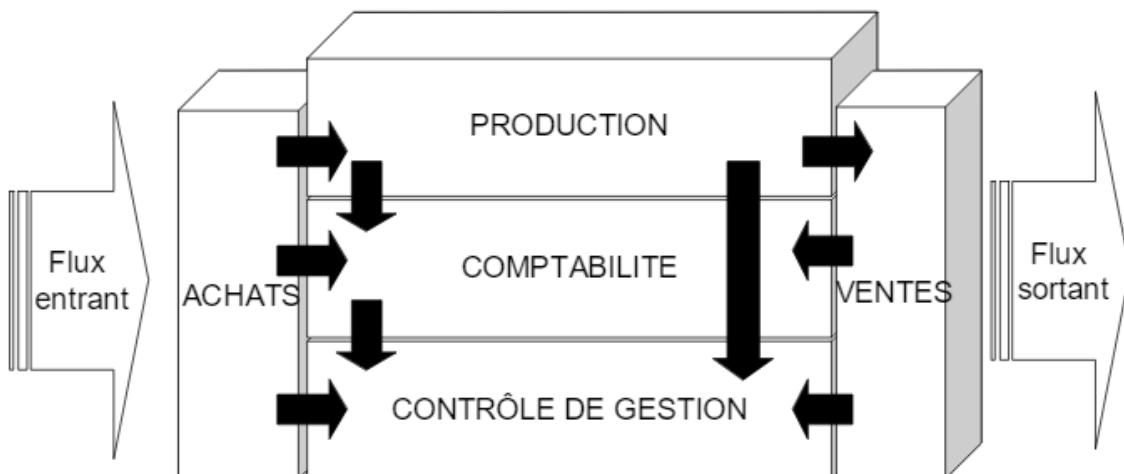 PRODUCTION
Flux
entrant
ACHATS
COMPTABILITE
VENTES
Flux
sortant
CONTRÔLE DE GESTION